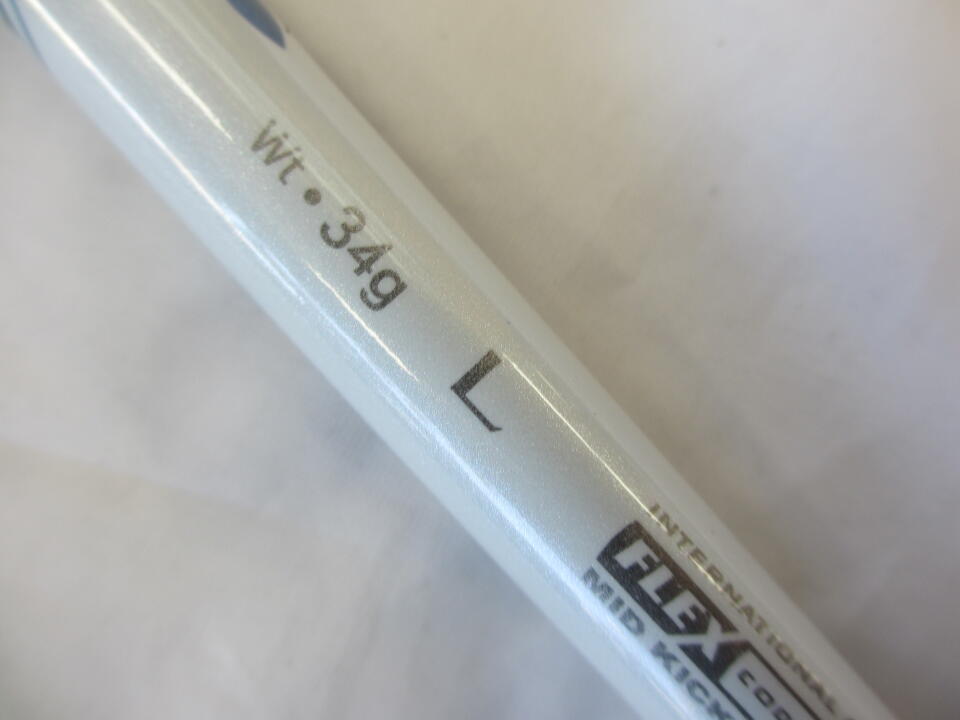 Wt・34g L
INTERNATIONAL
FLEX
MID KICK